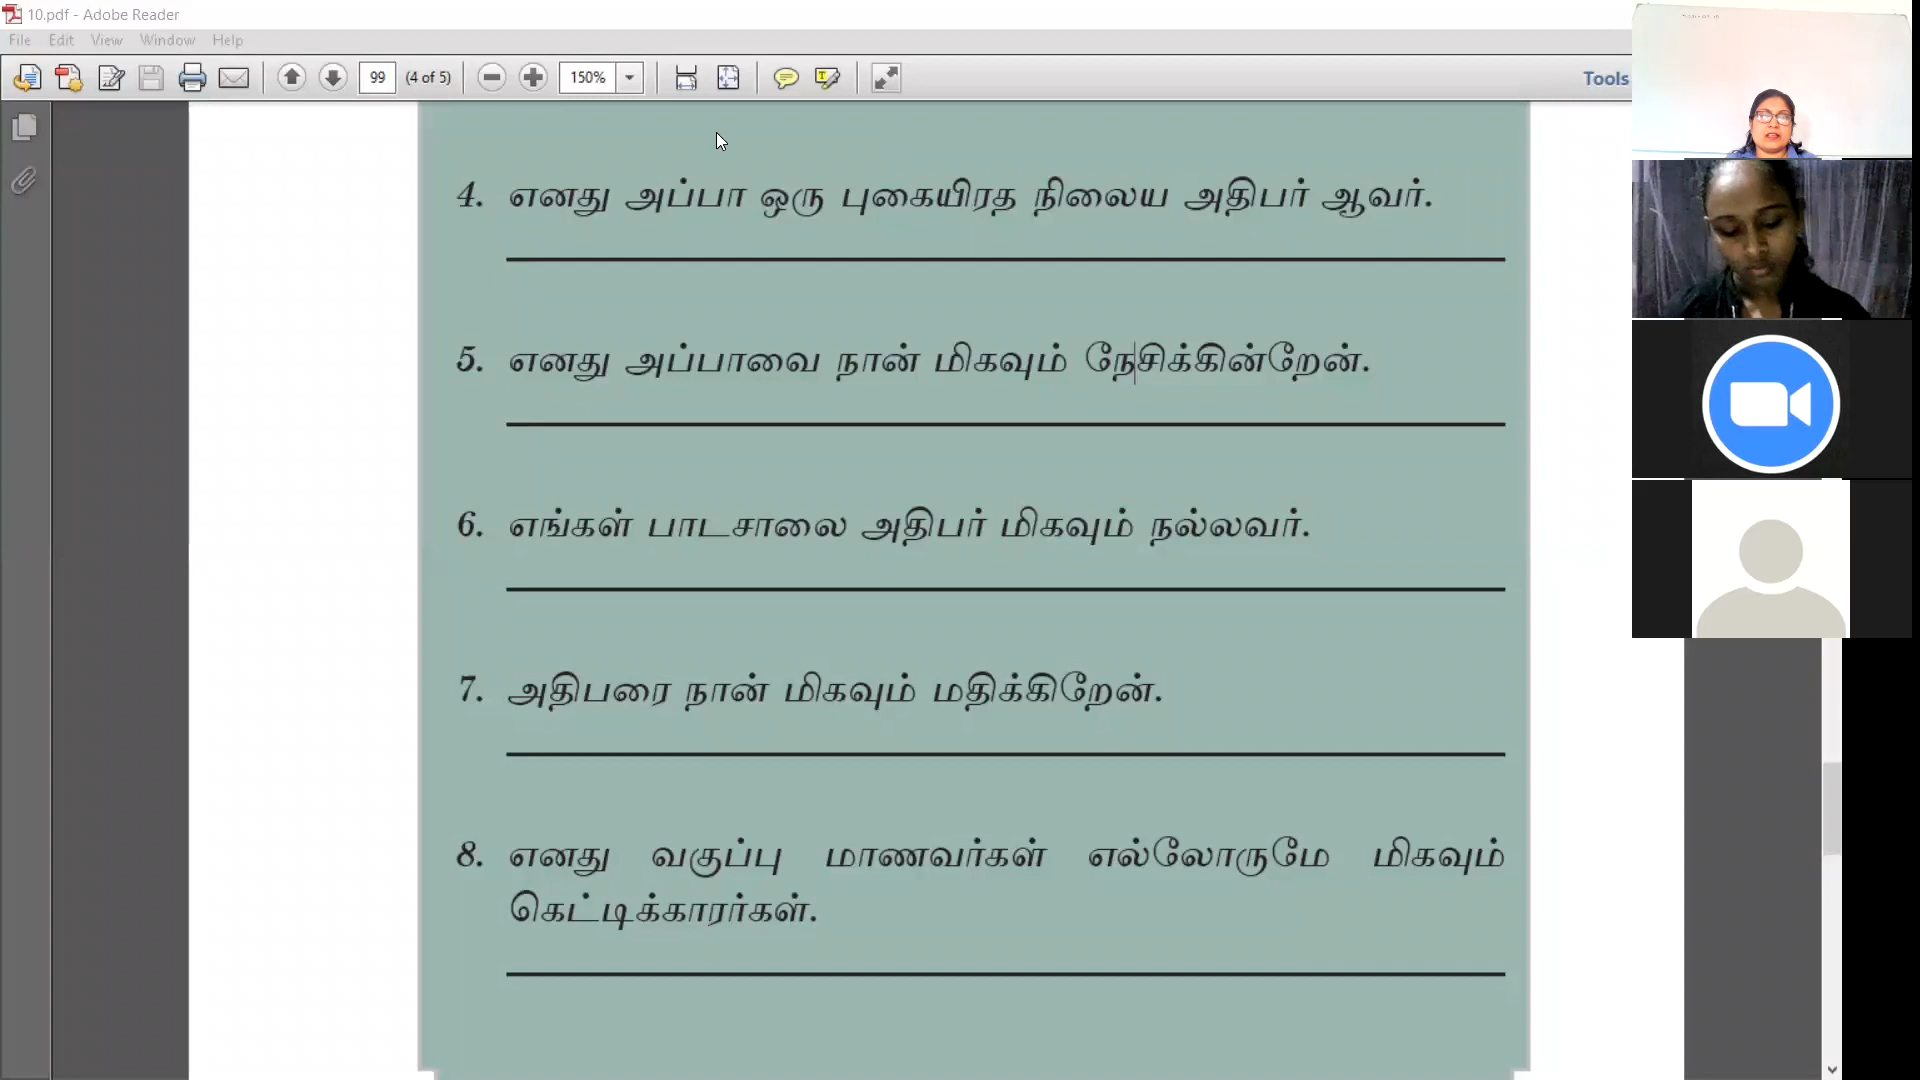 10.pdf - Adobe Reader
File Edit View Window Help
99 (4 of 5) 150% Tools
4. எனது அப்பா ஒரு புகையிரத நிலைய அதிபர் ஆவர்.
5. எனது அப்பாவை நான் மிகவும் நேசிக்கின்றேன்.
6. எங்கள் பாடசாலை அதிபர் மிகவும் நல்லவர்.
7. அதிபரை நான் மிகவும் மதிக்கிறேன்.
8. எனது வகுப்பு மாணவர்கள் எல்லோருமே மிகவும்
கெட்டிக்காரர்கள்.